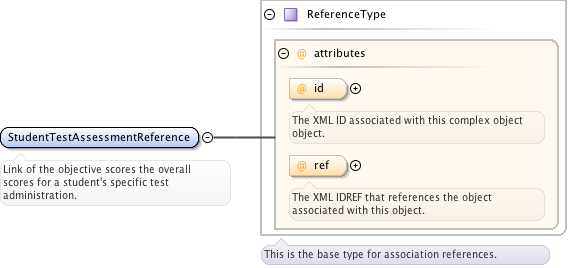 ReferenceType
@ attributes
@ id
The XML ID associated with this complex object
object.
StudentTestAssessmentReference
Link of the objective scores the overall
scores for a student's specific test
administration.
@ ref
The XML IDREF that references the object
associated with this object.
This is the base type for association references.